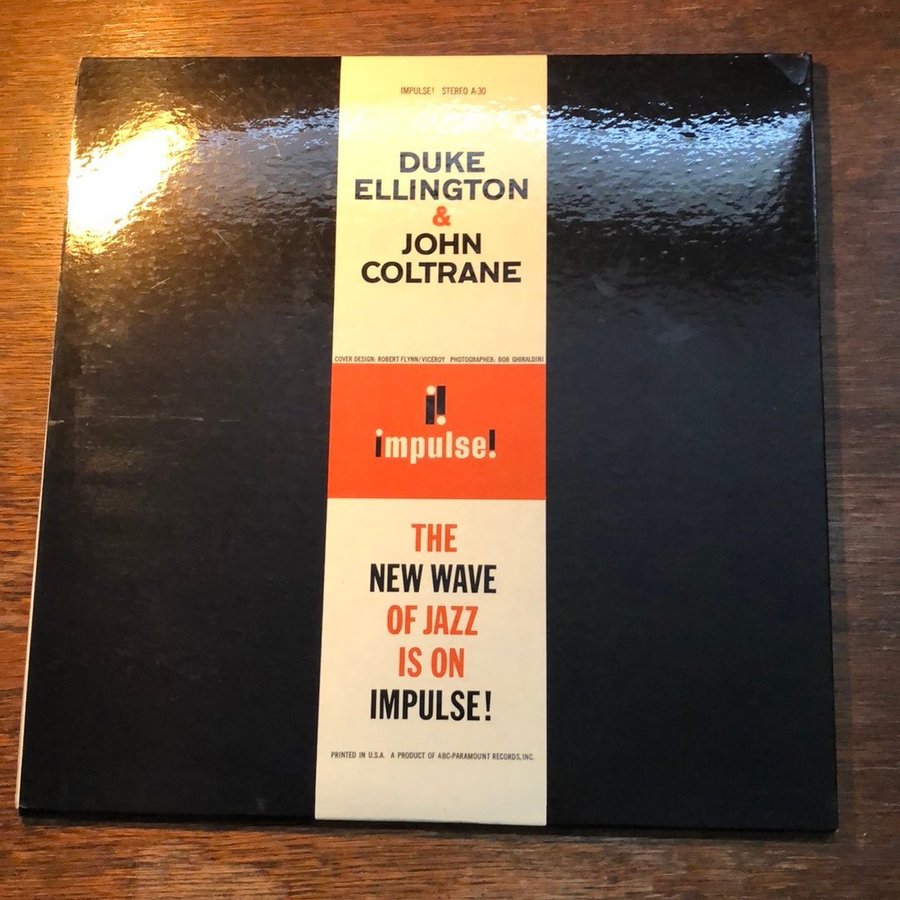 IMPULSE! STEREO A-30
DUKE
ELLINGTON
&
JOHN
COLTRANE
COVER DESIGN: ROBERT FLYNN/VICEROY PHOTOGRAPHER: BOB GHIRALDINI
i!
impulse!
THE
NEW WAVE
OF JAZZ
IS ON
IMPULSE!
PRINTED IN U.S.A. A PRODUCT OF ABC-PARAMOUNT RECORDS, INC.